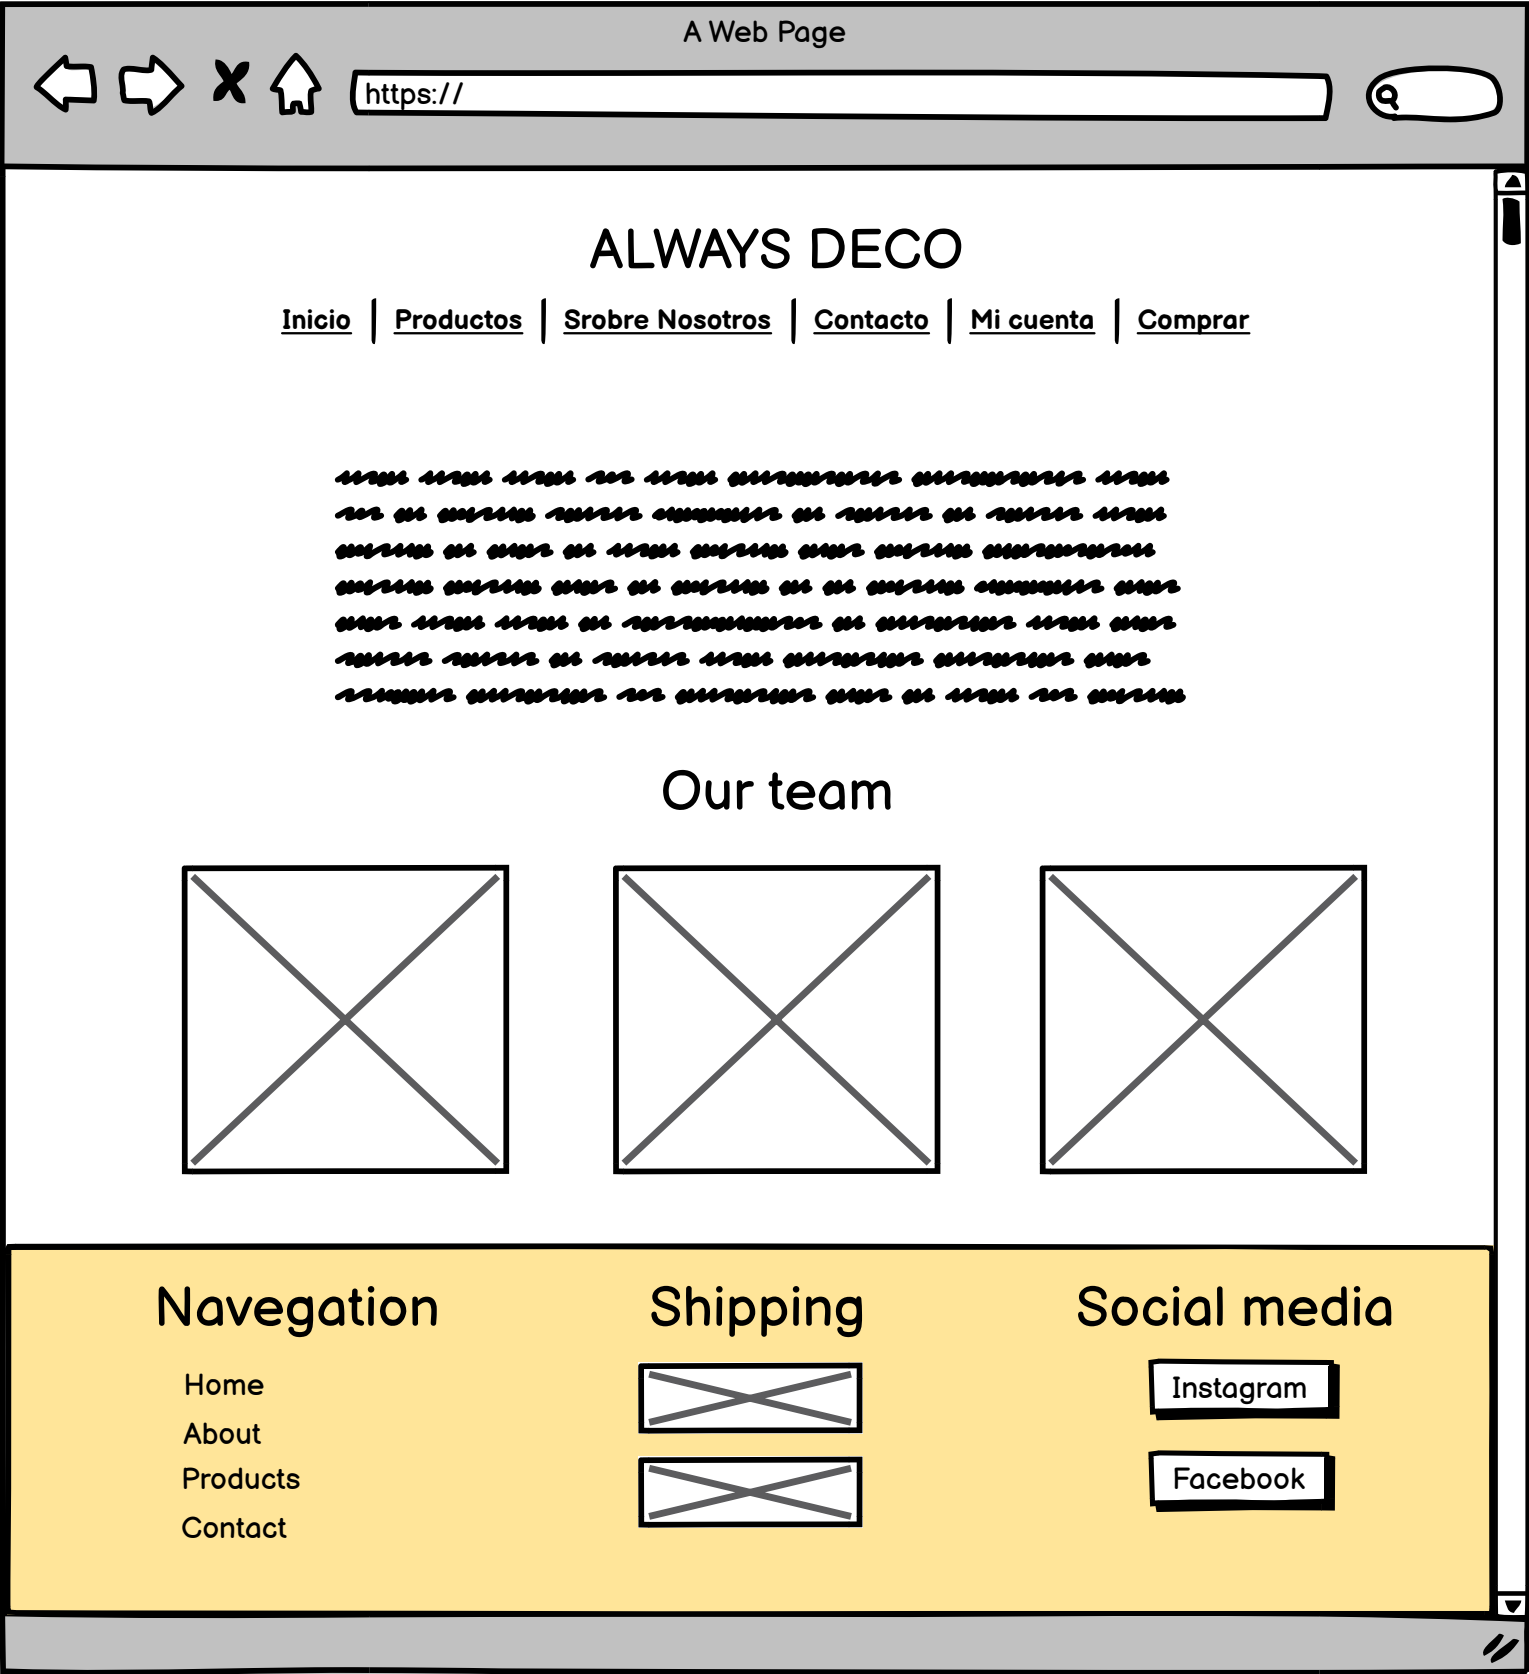 A Web Page
https://
ALWAYS DECO
Inicio Productos Srobre Nosotros Contacto Mi cuenta Comprar
Our team
Navegation
Home
About
Products
Contact
Shipping
Social media
Instagram
Facebook